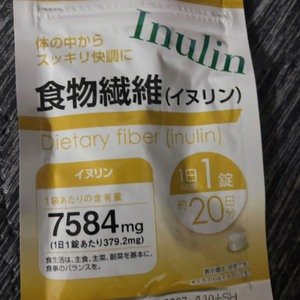 Inulin
体の中から
スッキリ快調に
食物繊維(イヌリン)
Dietary fiber (inulin)
イヌリン
1袋あたりの含有量
7584mg
(1日1錠あたり379.2mg)
1日
1錠
約20日分
食生活は、主食、主菜、副菜を基本に、
食事のバランスを。